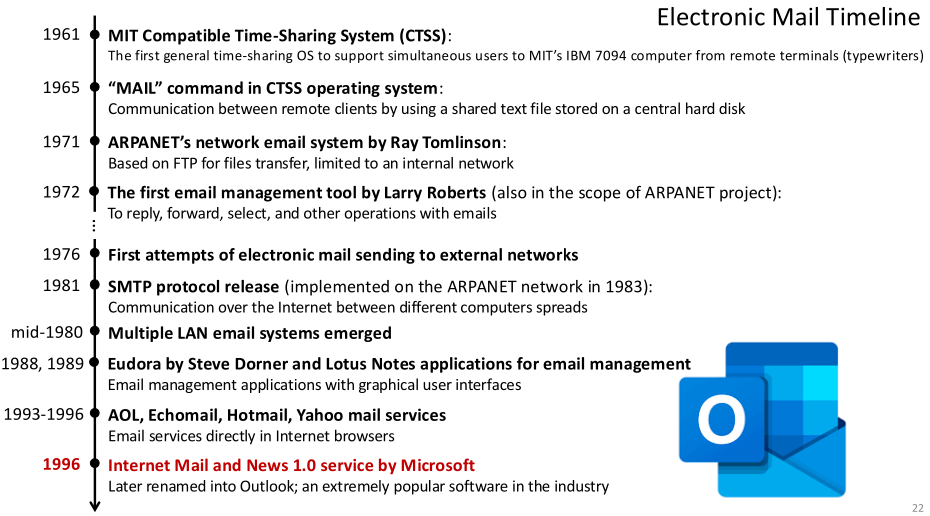 Electronic Mail Timeline
1961 MIT Compatible Time-Sharing System (CTSS):
The first general time-sharing OS to support simultaneous users to MIT's IBM 7094 computer from remote terminals (typewriters)
1965 “MAIL” command in CTSS operating system:
Communication between remote clients by using a shared text file stored on a central hard disk
1971 ARPANET’s network email system by Ray Tomlinson:
Based on FTP for files transfer, limited to an internal network
1972 The first email management tool by Larry Roberts (also in the scope of ARPANET project):
To reply, forward, select, and other operations with emails
...
1976 First attempts of electronic mail sending to external networks
1981 SMTP protocol release (implemented on the ARPANET network in 1983):
Communication over the Internet between different computers spreads
mid-1980 Multiple LAN email systems emerged
1988, 1989 Eudora by Steve Dorner and Lotus Notes applications for email management
Email management applications with graphical user interfaces
1993-1996 AOL, Echomail, Hotmail, Yahoo mail services
Email services directly in Internet browsers
1996 Internet Mail and News 1.0 service by Microsoft
Later renamed into Outlook; an extremely popular software in the industry
O
22